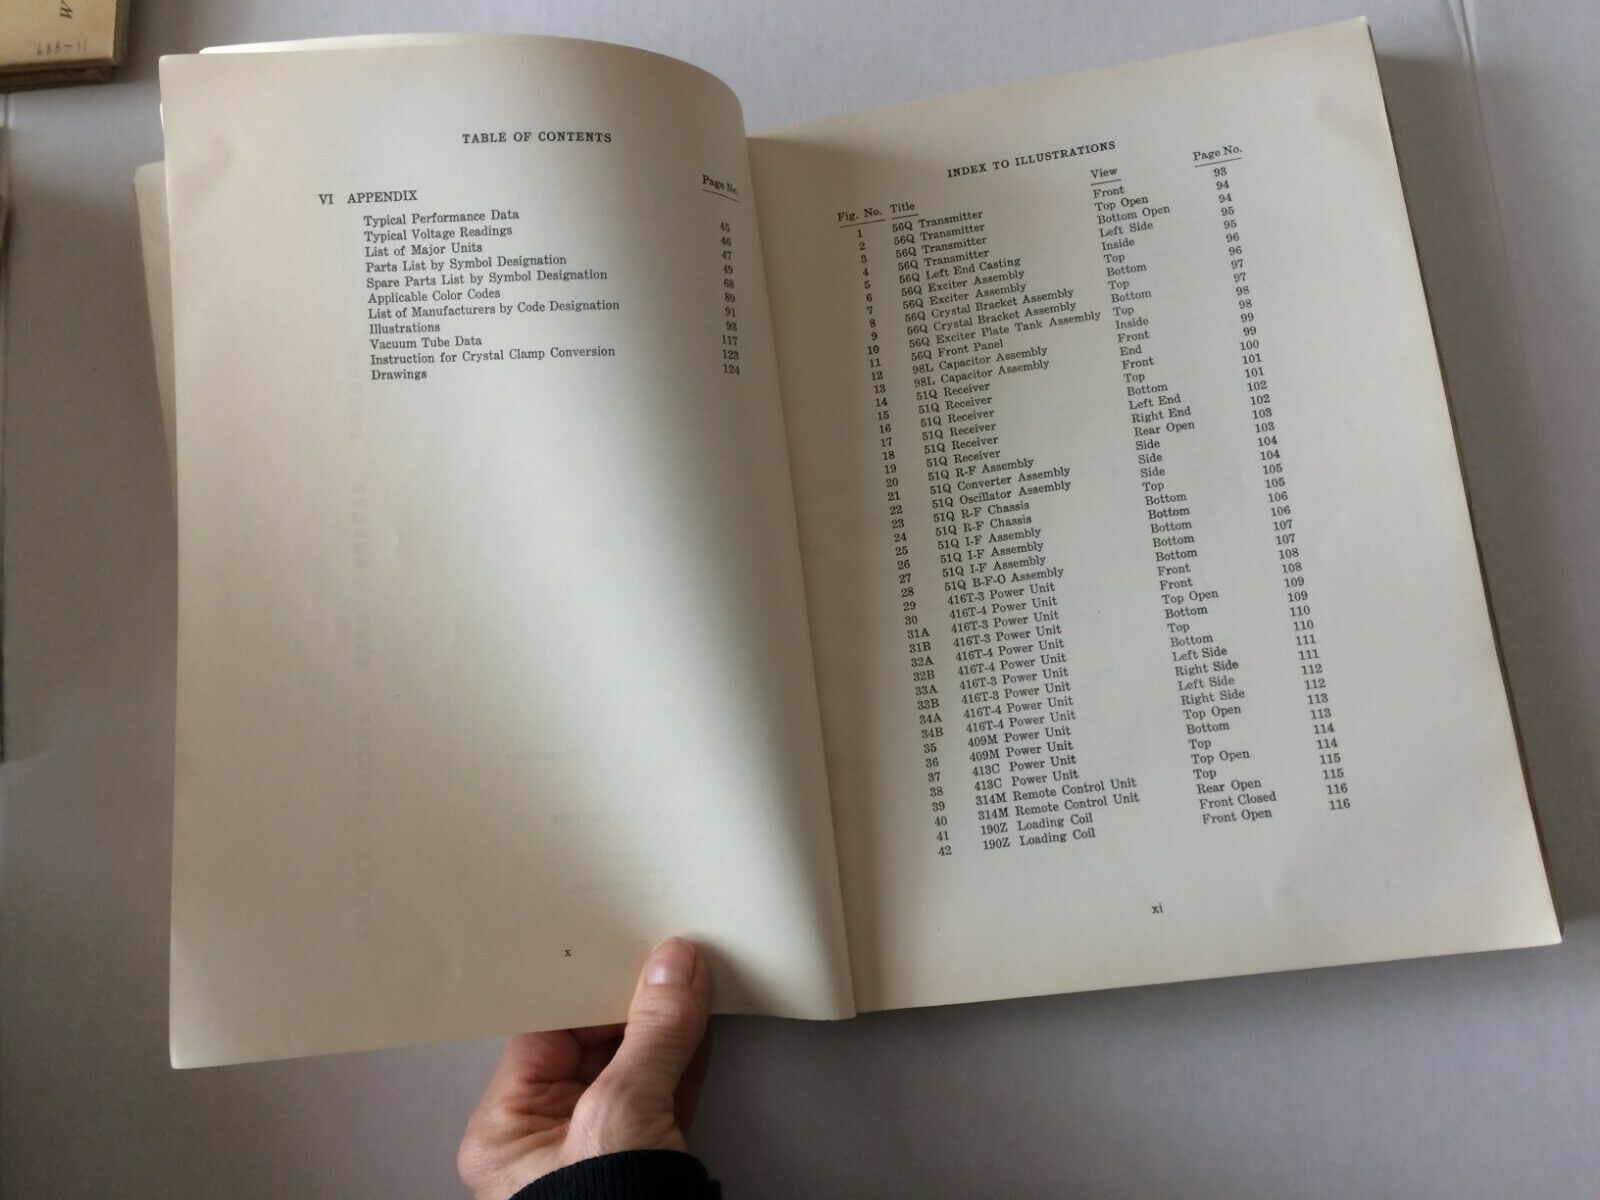 11-889
TABLE OF CONTENTS
Page No.
VI APPENDIX
Typical Performance Data 45
Typical Voltage Readings 46
List of Major Units 47
Parts List by Symbol Designation 49
Spare Parts List by Symbol Designation 68
Applicable Color Codes 89
List of Manufacturers by Code Designation 91
Illustrations 93
Vacuum Tube Data 117
Instruction for Crystal Clamp Conversion 123
Drawings 124
x
INDEX TO ILLUSTRATIONS
Fig. No. Title View Page No.
1 56Q Transmitter Front 93
2 56Q Transmitter Top Open 94
3 56Q Transmitter Bottom Open 94
4 56Q Transmitter Left Side 95
5 56Q Left End Casting Inside 95
6 56Q Exciter Assembly Top 96
7 56Q Exciter Assembly Bottom 96
8 56Q Crystal Bracket Assembly Top 97
9 56Q Crystal Bracket Assembly Bottom 97
10 56Q Exciter Plate Tank Assembly Top 98
11 56Q Front Panel Inside 98
12 98L Capacitor Assembly Front 99
13 98L Capacitor Assembly End 99
14 51Q Receiver Front 100
15 51Q Receiver Top 101
16 51Q Receiver Bottom 101
17 51Q Receiver Left End 102
18 51Q Receiver Right End 102
19 51Q Receiver Rear Open 103
20 51Q R-F Assembly Side 103
21 51Q Converter Assembly Side 104
22 51Q Oscillator Assembly Side 104
23 51Q R-F Chassis Top 105
24 51Q R-F Chassis Bottom 105
25 51Q I-F Assembly Bottom 106
26 51Q I-F Assembly Bottom 106
27 51Q I-F Assembly Bottom 107
28 51Q B-F-O Assembly Bottom 107
29 416T-3 Power Unit Front 108
30 416T-4 Power Unit Front 108
31A 416T-3 Power Unit Top Open 109
31B 416T-3 Power Unit Bottom 109
32A 416T-4 Power Unit Top 110
32B 416T-4 Power Unit Bottom 110
33A 416T-3 Power Unit Left Side 111
33B 416T-3 Power Unit Right Side 111
34A 416T-4 Power Unit Left Side 112
34B 416T-4 Power Unit Right Side 112
35 409M Power Unit Top Open 113
36 409M Power Unit Bottom 113
37 413C Power Unit Top 114
38 413C Power Unit Top Open 114
39 314M Remote Control Unit Top 115
40 314M Remote Control Unit Rear Open 115
41 190Z Loading Coil Front Closed 116
42 190Z Loading Coil Front Open 116
xi